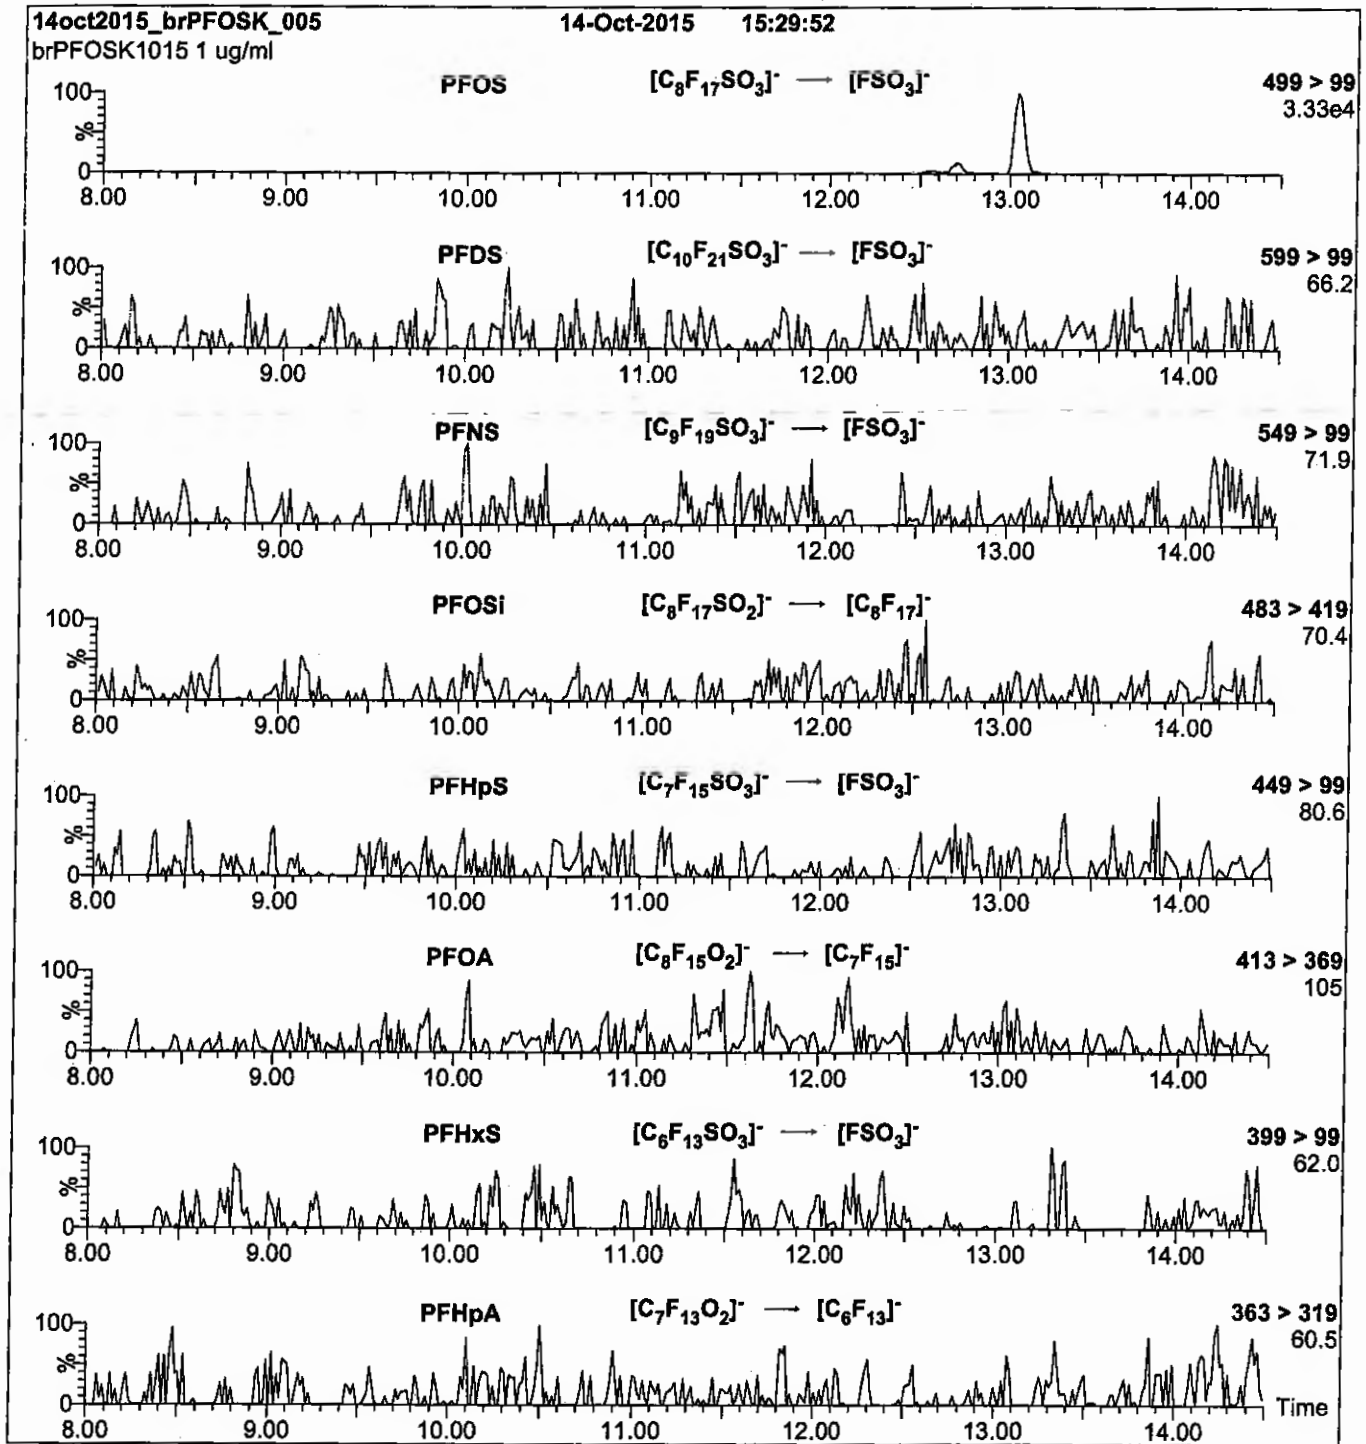 14oct2015_brPFOSK_005 14-Oct-2015 15:29:52
brPFOSK1015 1 ug/ml
PFOS [C₈F₁₇SO₃]⁻ → [FSO₃]⁻ 499 > 99
3.33e4
100
%
0
8.00 9.00 10.00 11.00 12.00 13.00 14.00
PFDS [C₁₀F₂₁SO₃]⁻ → [FSO₃]⁻ 599 > 99
66.2
100
%
0
8.00 9.00 10.00 11.00 12.00 13.00 14.00
PFNS [C₉F₁₉SO₃]⁻ → [FSO₃]⁻ 549 > 99
71.9
100
%
0
8.00 9.00 10.00 11.00 12.00 13.00 14.00
PFOSi [C₈F₁₇SO₂]⁻ → [C₈F₁₇]⁻ 483 > 419
70.4
100
%
0
8.00 9.00 10.00 11.00 12.00 13.00 14.00
PFHpS [C₇F₁₅SO₃]⁻ → [FSO₃]⁻ 449 > 99
80.6
100
%
0
8.00 9.00 10.00 11.00 12.00 13.00 14.00
PFOA [C₈F₁₅O₂]⁻ → [C₇F₁₅]⁻ 413 > 369
105
100
%
0
8.00 9.00 10.00 11.00 12.00 13.00 14.00
PFHxS [C₆F₁₃SO₃]⁻ → [FSO₃]⁻ 399 > 99
62.0
100
%
0
8.00 9.00 10.00 11.00 12.00 13.00 14.00
PFHpA [C₇F₁₃O₂]⁻ → [C₆F₁₃]⁻ 363 > 319
60.5
100
%
0
Time
8.00 9.00 10.00 11.00 12.00 13.00 14.00